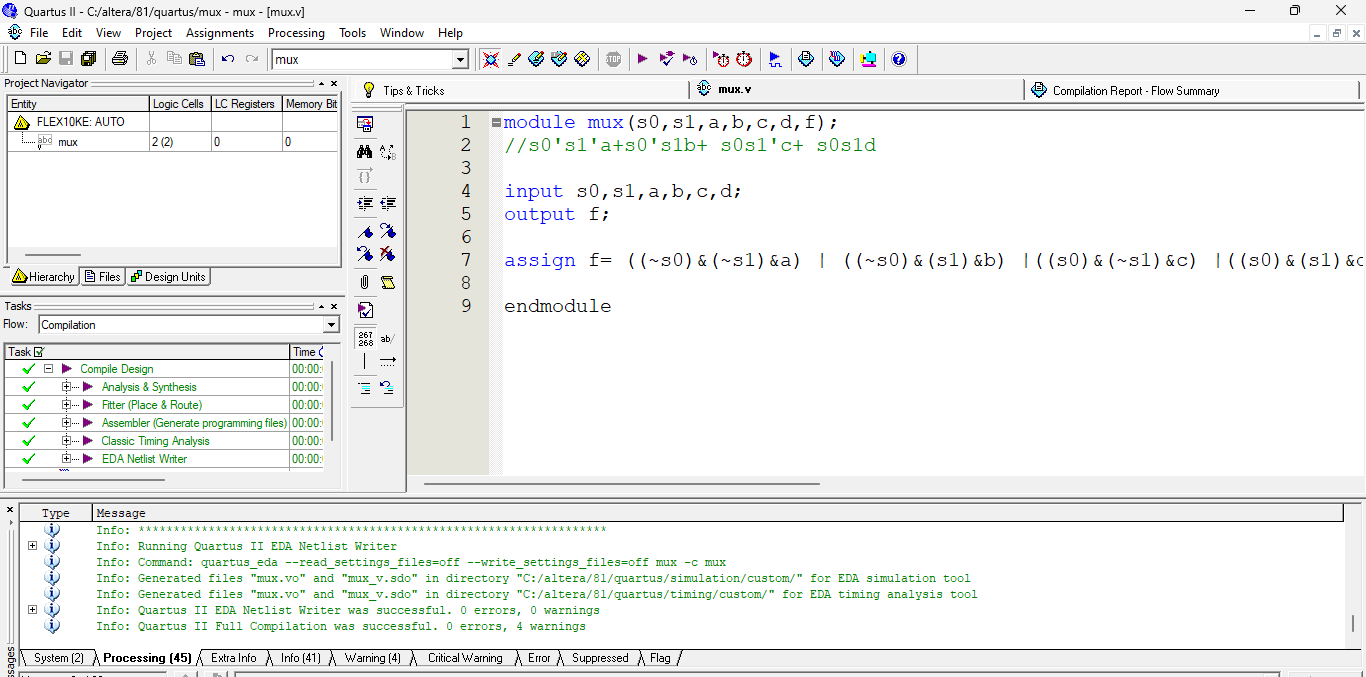 Quartus II - C:/altera/81/quartus/mux - mux - [mux.v]
File Edit View Project Assignments Processing Tools Window Help
mux
Project Navigator
Entity Logic Cells LC Registers Memory Bit
FLEX10KE: AUTO
mux 2 (2) 0 0
Hierarchy Files Design Units
Tasks
Flow: Compilation
Task Time
Compile Design 00:00:
Analysis & Synthesis 00:00:
Fitter (Place & Route) 00:00:
Assembler (Generate programming files) 00:00:
Classic Timing Analysis 00:00:
EDA Netlist Writer 00:00:
Tips & Tricks mux.v Compilation Report - Flow Summary
267
268 ab/
1 module mux(s0,s1,a,b,c,d,f);
2 //s0's1'a+s0's1b+ s0s1'c+ s0s1d
3
4 input s0,s1,a,b,c,d;
5 output f;
6
7 assign f= ((~s0)&(~s1)&a) | ((~s0)&(s1)&b) |((s0)&(~s1)&c) |((s0)&(s1)&
8
9 endmodule
Type Message
Info: *******************************************************************
Info: Running Quartus II EDA Netlist Writer
Info: Command: quartus_eda --read_settings_files=off --write_settings_files=off mux -c mux
Info: Generated files "mux.vo" and "mux_v.sdo" in directory "C:/altera/81/quartus/simulation/custom/" for EDA simulation tool
Info: Generated files "mux.vo" and "mux_v.sdo" in directory "C:/altera/81/quartus/timing/custom/" for EDA timing analysis tool
Info: Quartus II EDA Netlist Writer was successful. 0 errors, 0 warnings
Info: Quartus II Full Compilation was successful. 0 errors, 4 warnings
System (2) Processing (45) Extra Info Info (41) Warning (4) Critical Warning Error Suppressed Flag